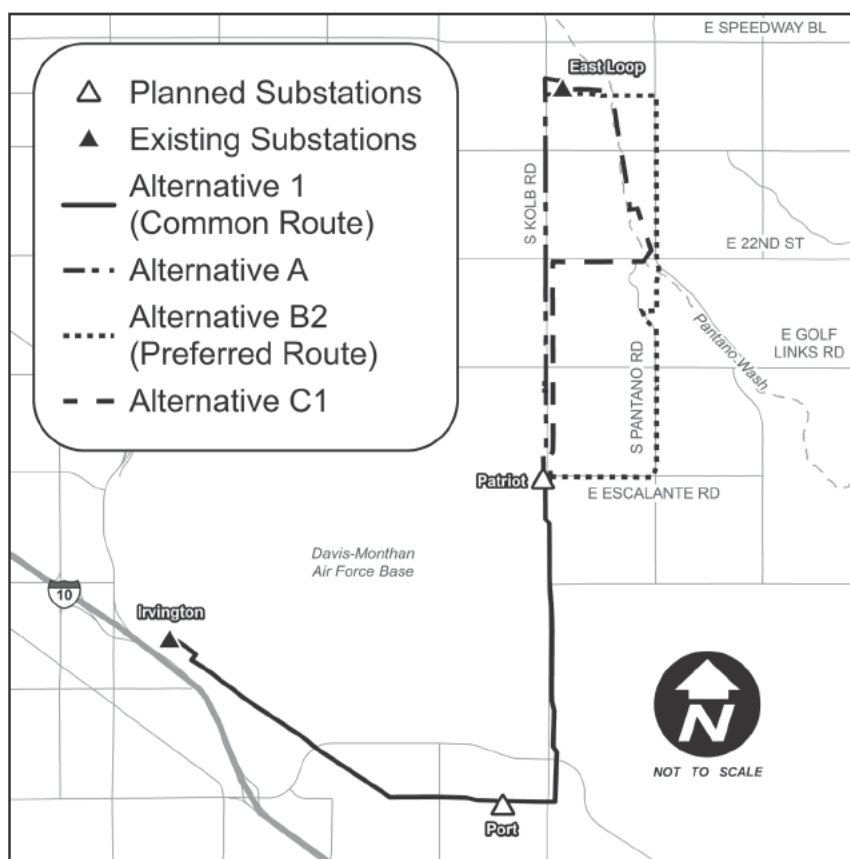 E SPEEDWAY BL
East Loop
Planned Substations
Existing Substations
Alternative 1
(Common Route)
Alternative A
Alternative B2
(Preferred Route)
Alternative C1
S KOLB RD
E 22ND ST
Pantano Wash
E GOLF
LINKS RD
S PANTANO RD
Patriot
E ESCALANTE RD
Davis-Monthan
Air Force Base
10
Irvington
N
NOT TO SCALE
Port